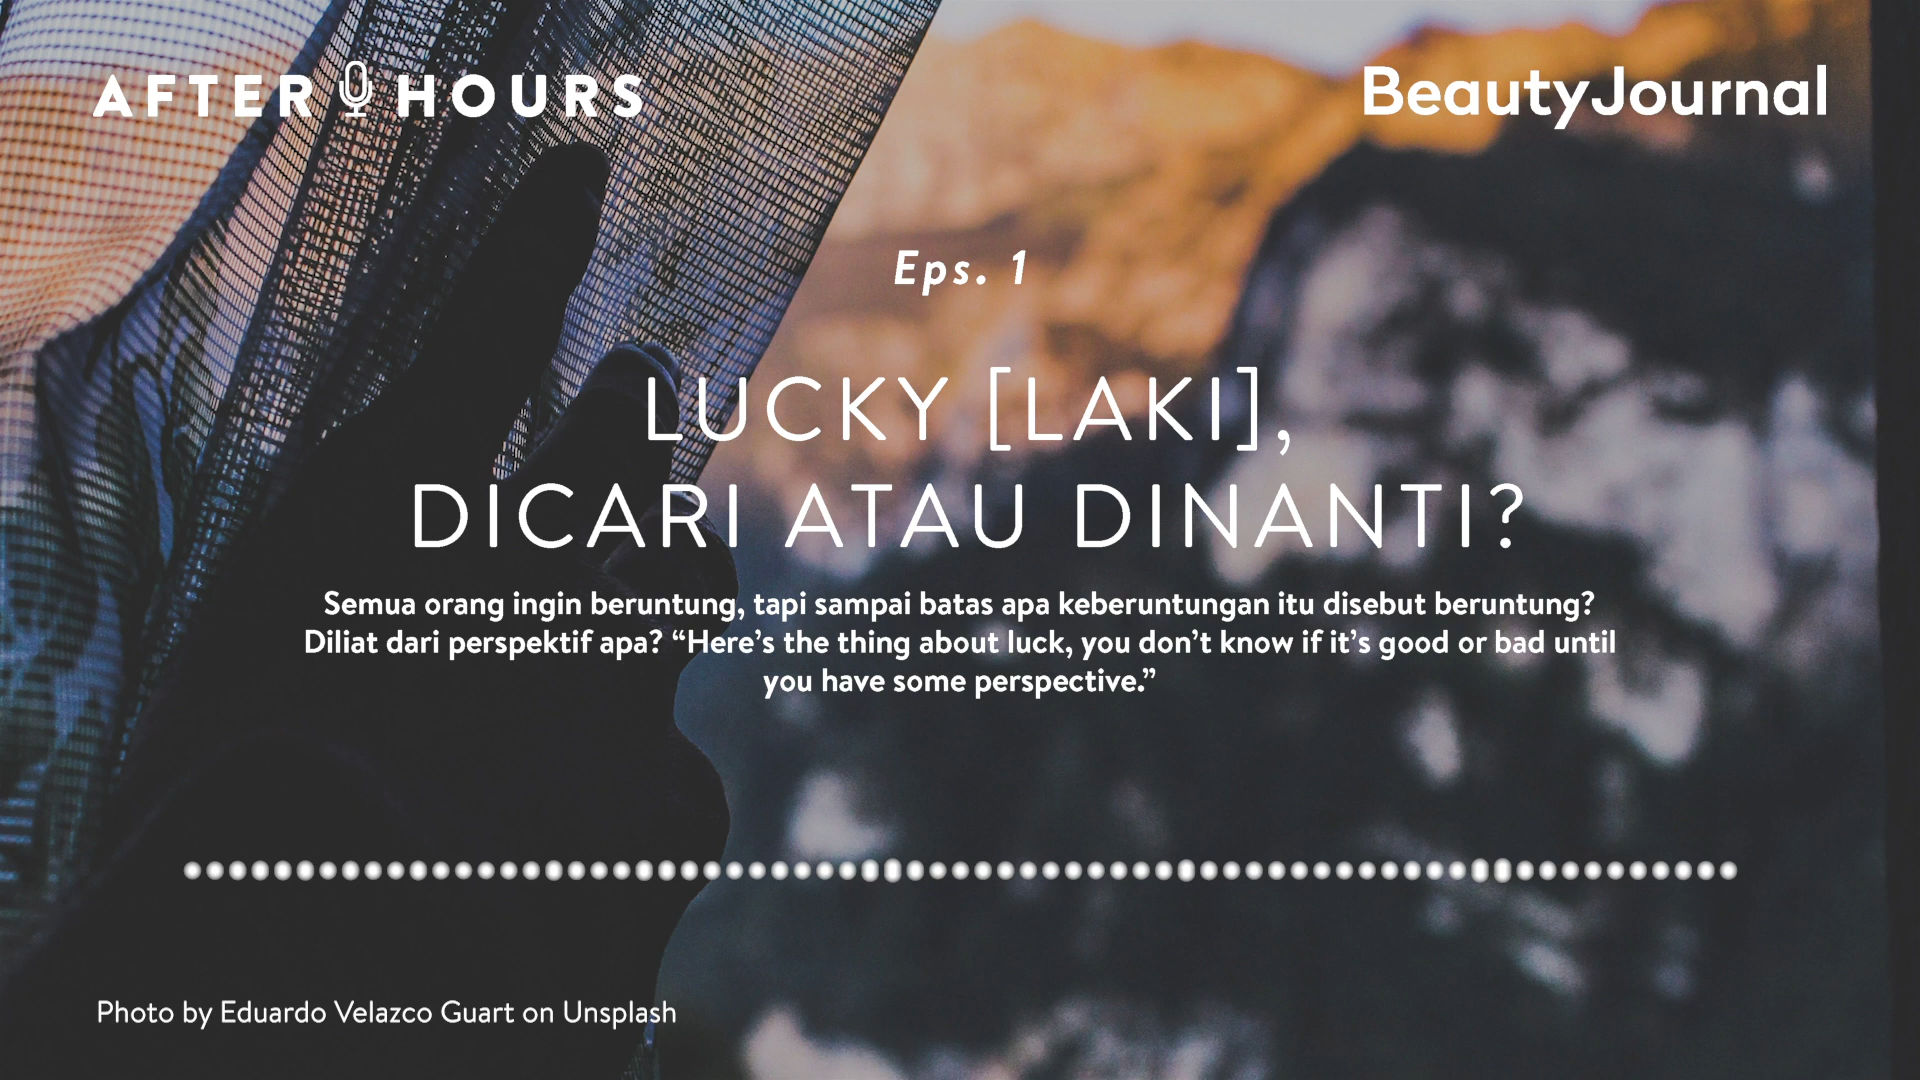 AFTER HOURS
BeautyJournal
Eps. 1
LUCKY [LAKI],
DICARI ATAU DINANTI?
Semua orang ingin beruntung, tapi sampai batas apa keberuntungan itu disebut beruntung?
Diliat dari perspektif apa? “Here’s the thing about luck, you don’t know if it’s good or bad until
you have some perspective.”
Photo by Eduardo Velazco Guart on Unsplash